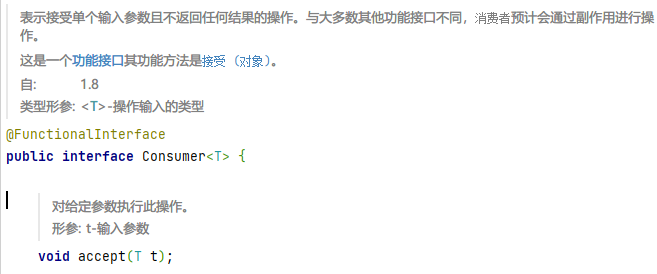 表示接受单个输入参数且不返回任何结果的操作。与大多数其他功能接口不同，消费者预计会通过副作用进行操
作。
这是一个功能接口其功能方法是接受（对象）。
自: 1.8
类型形参: <T>-操作输入的类型
@FunctionalInterface
public interface Consumer<T> {
对给定参数执行此操作。
形参: t-输入参数
void accept(T t);